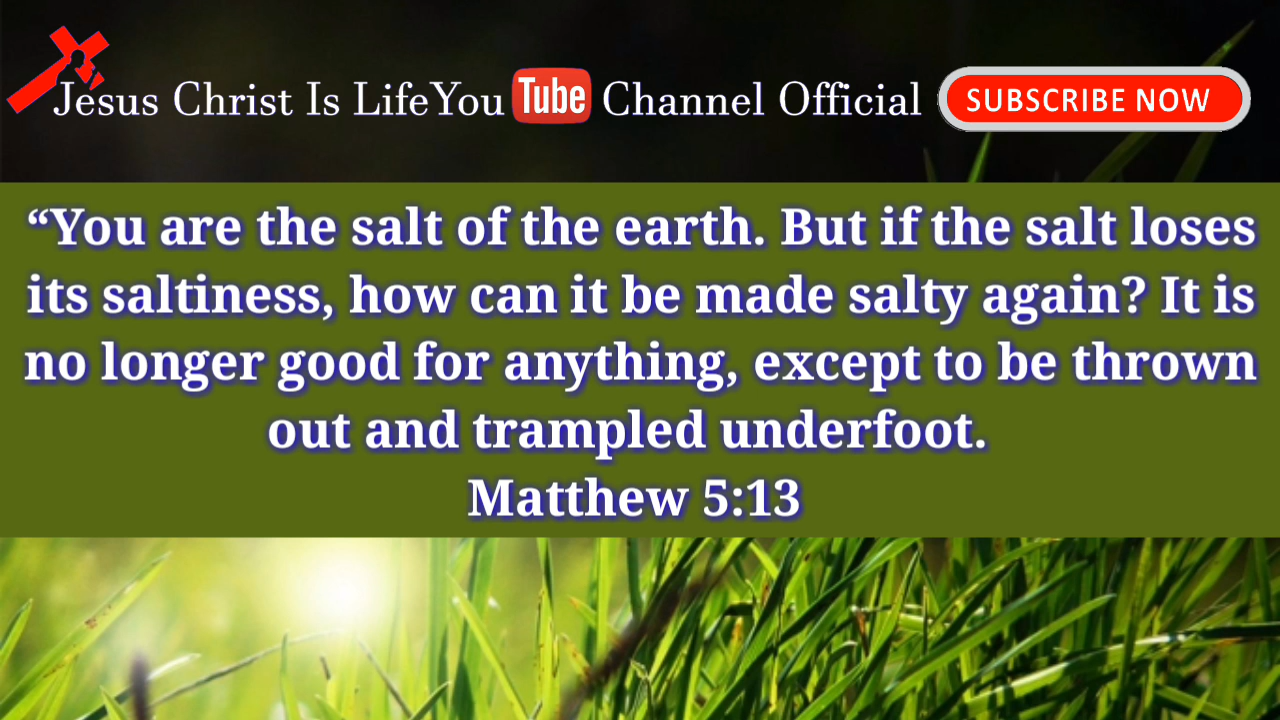 Jesus Christ Is LifeYou Tube Channel Official SUBSCRIBE NOW
“You are the salt of the earth. But if the salt loses
its saltiness, how can it be made salty again? It is
no longer good for anything, except to be thrown
out and trampled underfoot.
Matthew 5:13